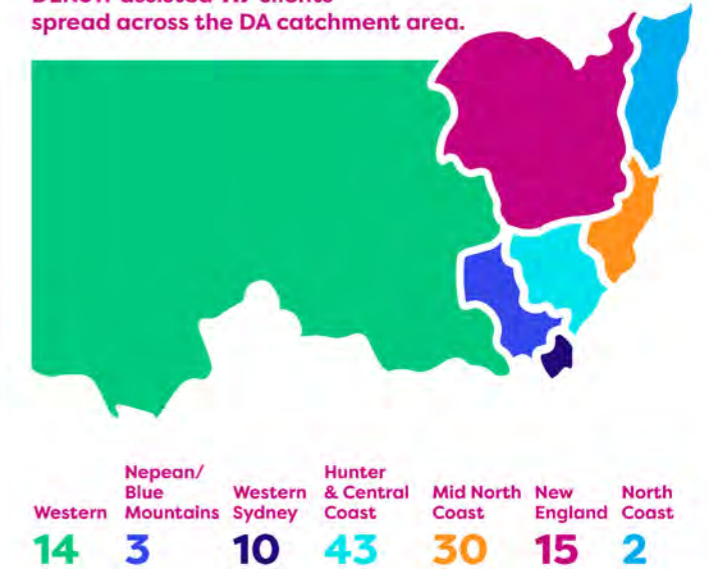 spread across the DA catchment area.
Western
Nepean/
Blue
Mountains
Western
Sydney
Hunter
& Central
Coast
Mid North
Coast
New
England
North
Coast
14 3 10 43 30 15 2